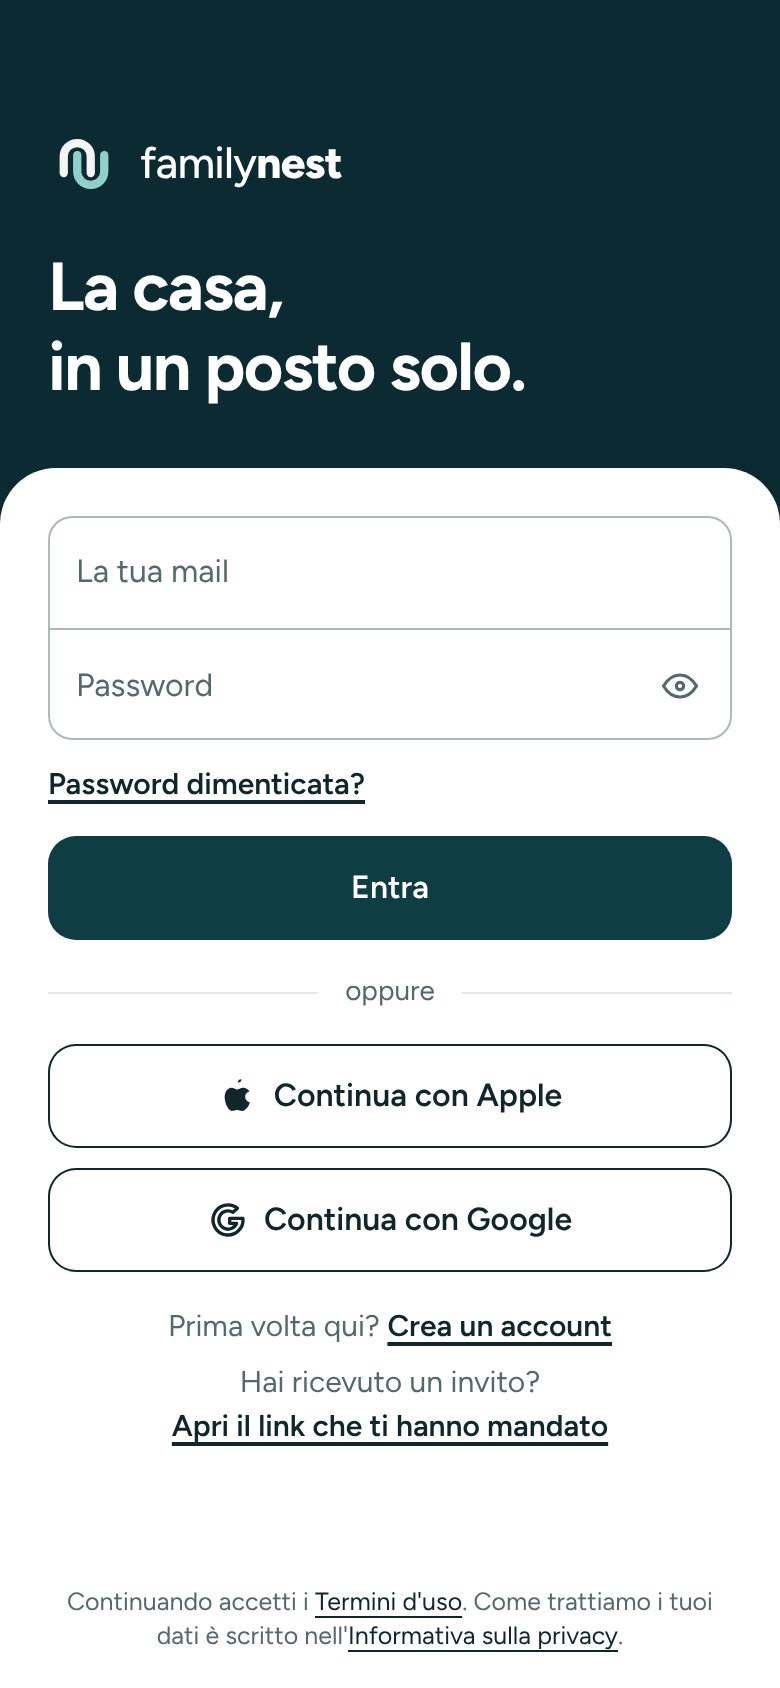 familynest
La casa,
in un posto solo.
La tua mail
Password
Password dimenticata?
Entra
oppure
Continua con Apple
Continua con Google
Prima volta qui? Crea un account
Hai ricevuto un invito?
Apri il link che ti hanno mandato
Continuando accetti i Termini d'uso. Come trattiamo i tuoi
dati è scritto nell'Informativa sulla privacy.